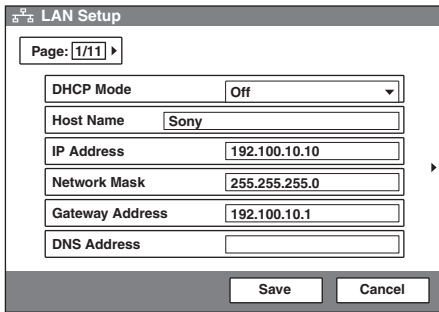 LAN Setup
Page: 1/11
DHCP Mode Off
Host Name Sony
IP Address 192.100.10.10
Network Mask 255.255.255.0
Gateway Address 192.100.10.1
DNS Address
Save Cancel